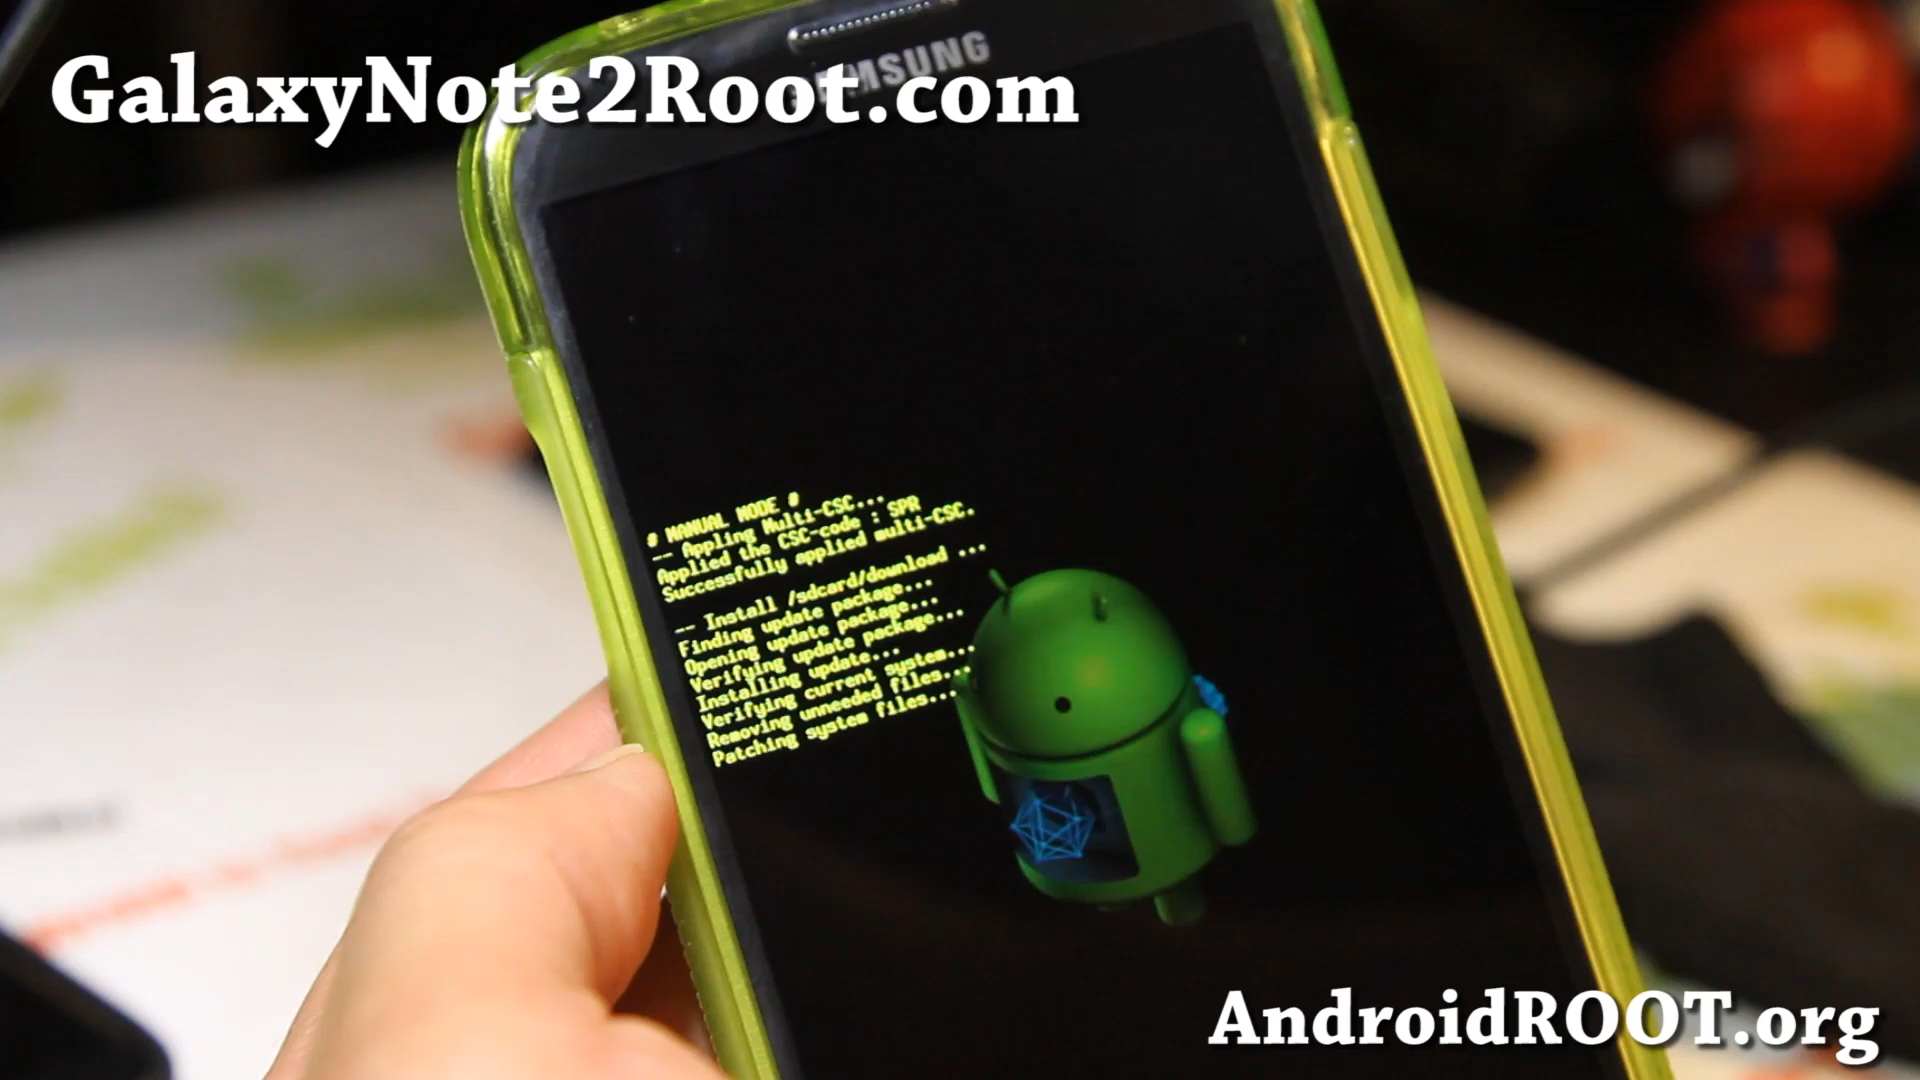 GalaxyNote2Root.com
SAMSUNG
# MANUAL MODE #
-- Appling Multi-CSC...
Applied the CSC-code : SPR
Successfully applied multi-CSC.
-- Install /sdcard/download ...
Finding update package...
Opening update package...
Verifying update package...
Installing update...
Verifying current system...
Removing unneeded files...
Patching system files...
AndroidROOT.org